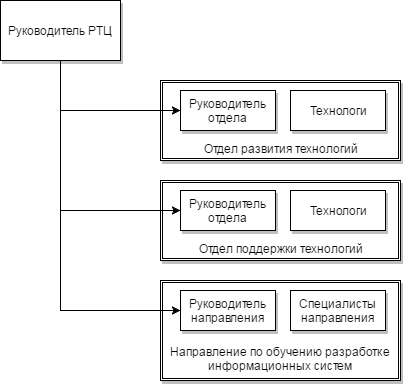 Руководитель РТЦ
Руководитель
отдела
Технологи
Отдел развития технологий
Руководитель
отдела
Технологи
Отдел поддержки технологий
Руководитель
направления
Специалисты
направления
Направление по обучению разработке
информационных систем